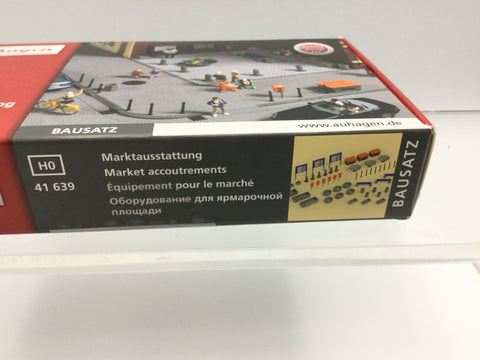 BAUSATZ
www.auhagen.de
H0
41 639
Marktausstattung
Market accoutrements
Équipement pour le marché
Оборудование для ярмарочной
площади
BAUSATZ